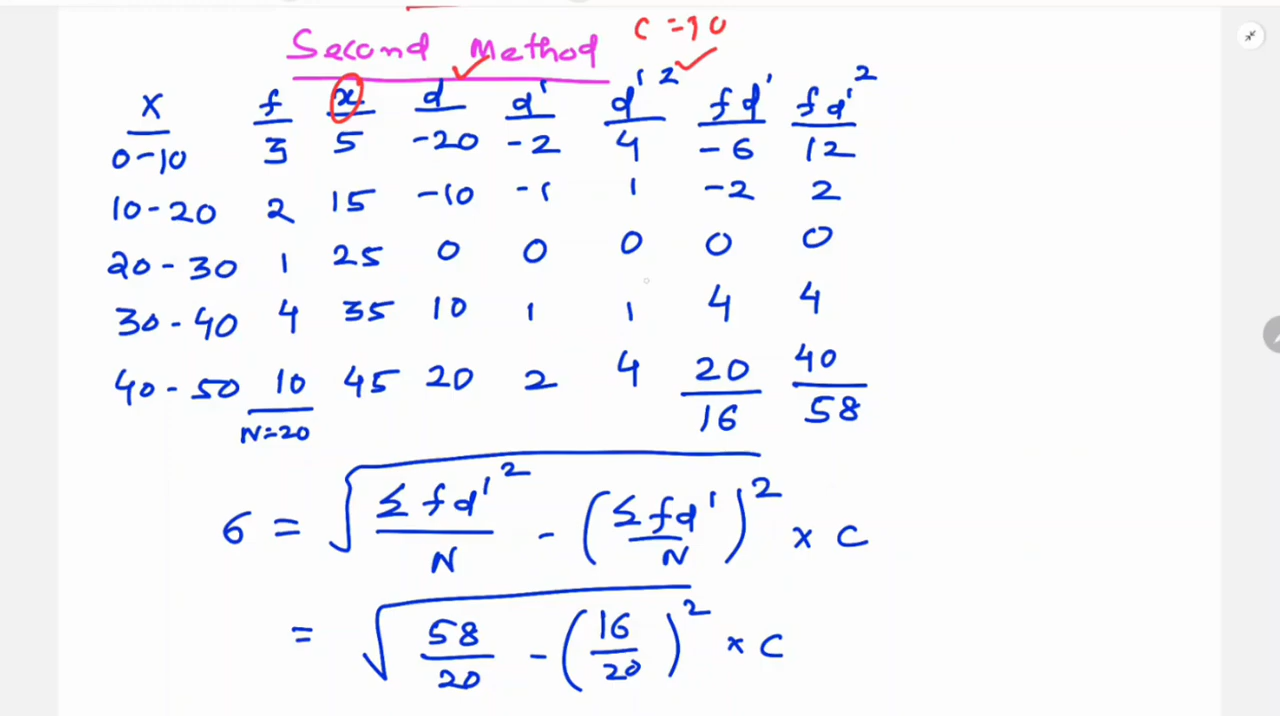 Second Method C = 10
X f x d d' d'² fd' fd'²
0-10 3 5 -20 -2 4 -6 12
10-20 2 15 -10 -1 1 -2 2
20-30 1 25 0 0 0 0 0
30-40 4 35 10 1 1 4 4
40-50 10 45 20 2 4 20 40
N=20 16 58
6 = √ Σfd'²/N - (Σfd'/N)² × C
= √ 58/20 - (16/20)² × C